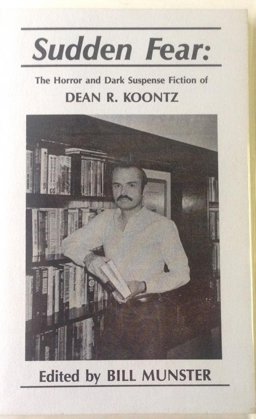 Sudden Fear:
The Horror and Dark Suspense Fiction of
DEAN R. KOONTZ
Edited by BILL MUNSTER